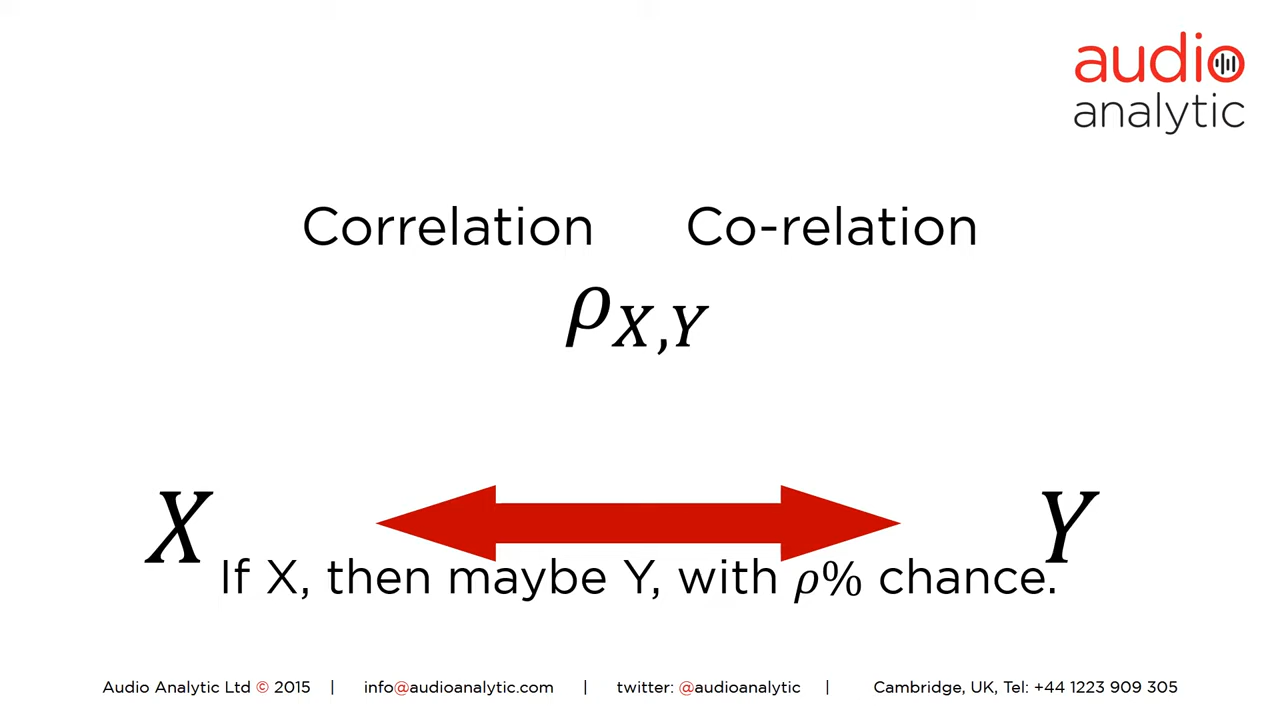 audio
analytic
Correlation Co-relation
ρX,Y
X Y
If X, then maybe Y, with ρ% chance.
Audio Analytic Ltd © 2015 | info@audioanalytic.com | twitter: @audioanalytic | Cambridge, UK, Tel: +44 1223 909 305